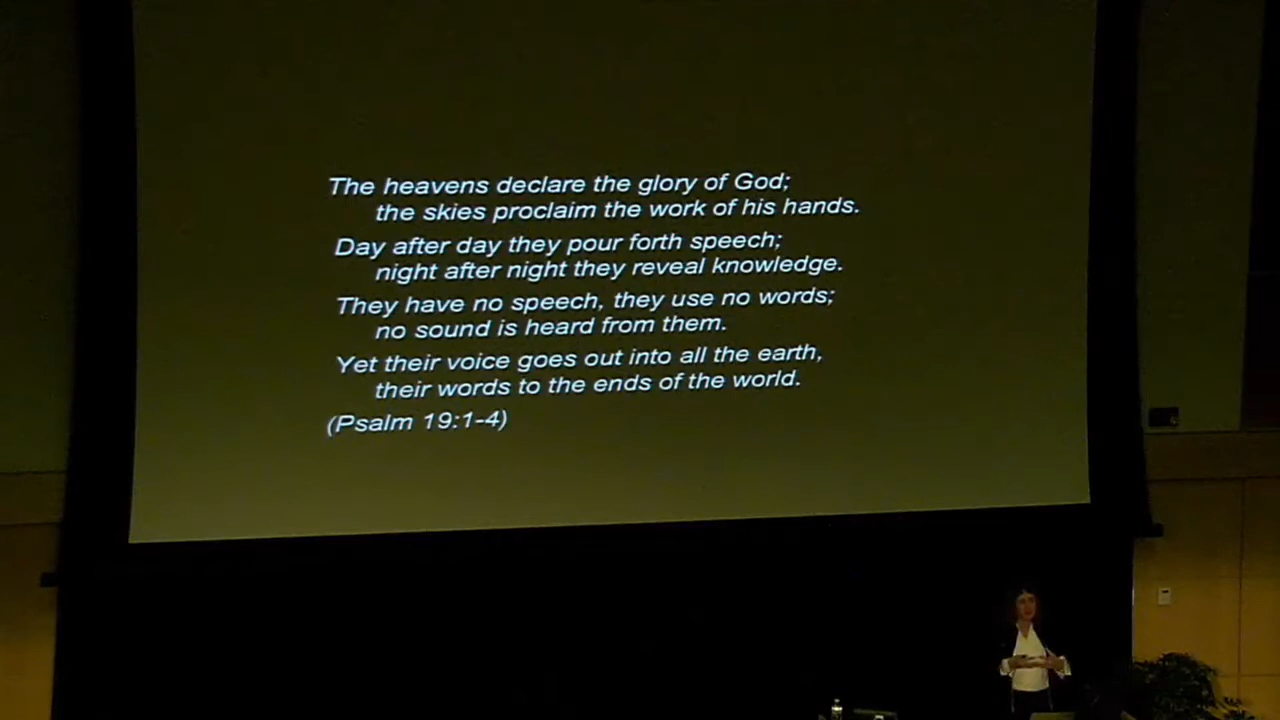 The heavens declare the glory of God;
the skies proclaim the work of his hands.
Day after day they pour forth speech;
night after night they reveal knowledge.
They have no speech, they use no words;
no sound is heard from them.
Yet their voice goes out into all the earth,
their words to the ends of the world.
(Psalm 19:1-4)